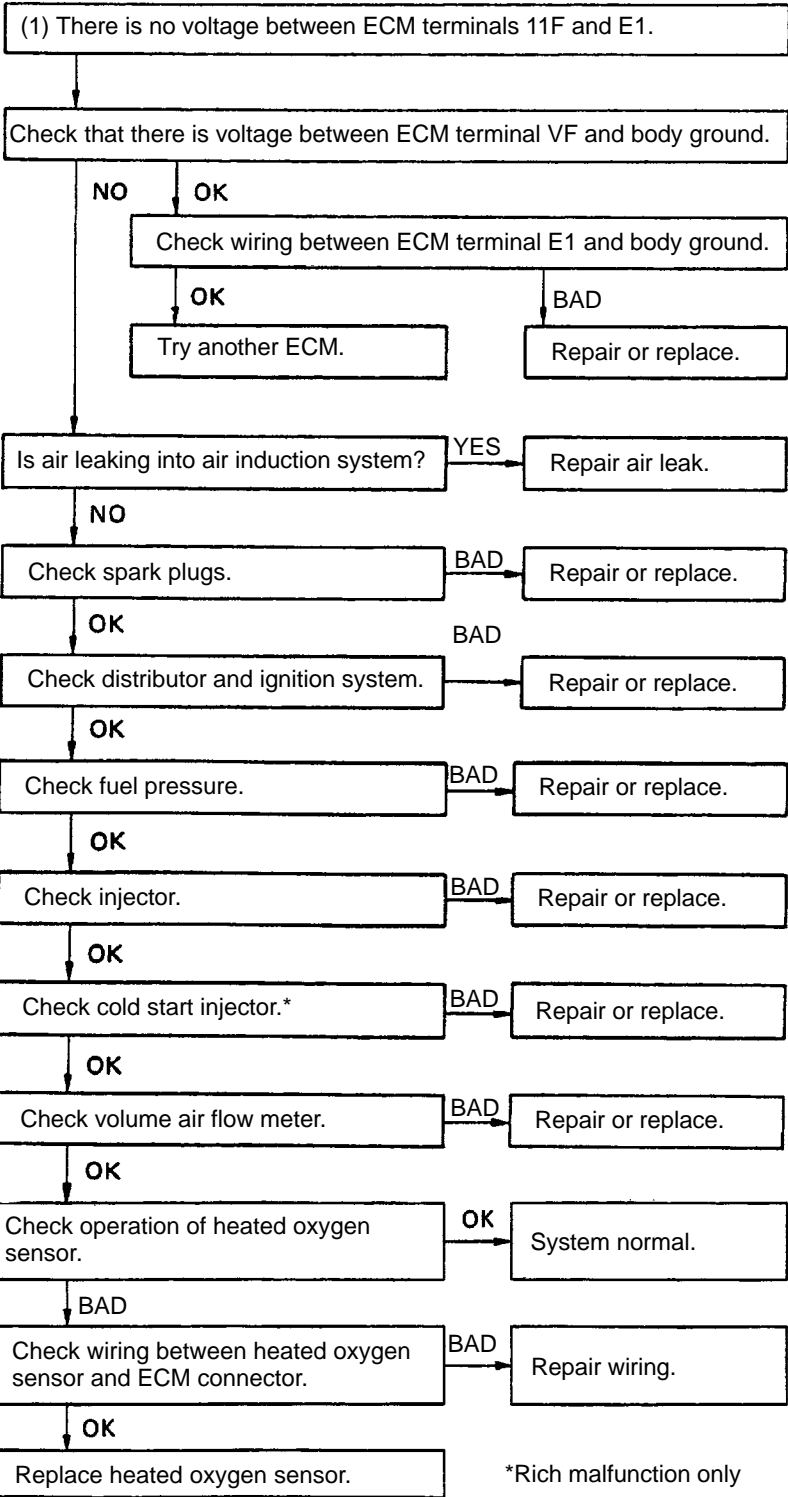 (1) There is no voltage between ECM terminals 11F and E1.
Check that there is voltage between ECM terminal VF and body ground.
NO
OK
Check wiring between ECM terminal E1 and body ground.
OK
BAD
Try another ECM.
Repair or replace.
Is air leaking into air induction system?
YES
Repair air leak.
NO
Check spark plugs.
BAD
Repair or replace.
OK
BAD
Check distributor and ignition system.
Repair or replace.
OK
Check fuel pressure.
BAD
Repair or replace.
OK
Check injector.
BAD
Repair or replace.
OK
Check cold start injector.*
BAD
Repair or replace.
OK
Check volume air flow meter.
BAD
Repair or replace.
OK
Check operation of heated oxygen
sensor.
OK
System normal.
BAD
Check wiring between heated oxygen
sensor and ECM connector.
BAD
Repair wiring.
OK
Replace heated oxygen sensor.
*Rich malfunction only